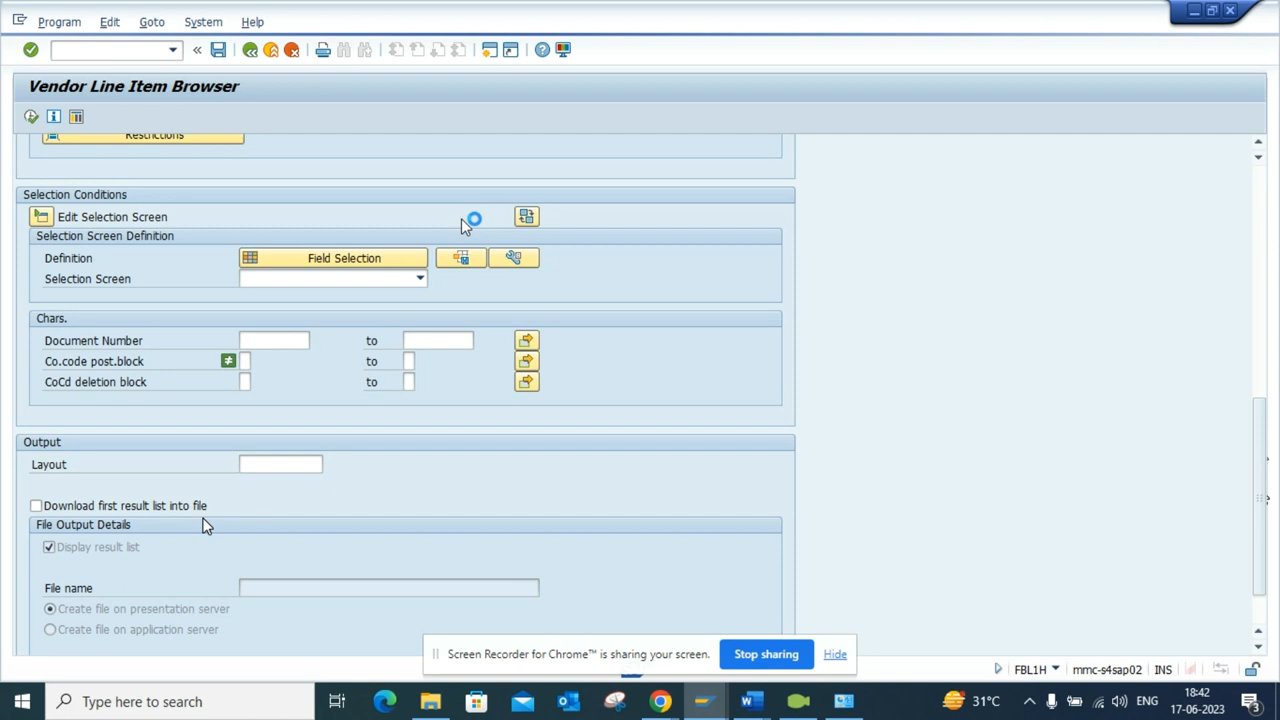 Program Edit Goto System Help
Vendor Line Item Browser
Restrictions
Selection Conditions
Edit Selection Screen
Selection Screen Definition
Definition Field Selection
Selection Screen
Chars.
Document Number to
Co.code post.block to
CoCd deletion block to
Output
Layout
Download first result list into file
File Output Details
Display result list
File name
Create file on presentation server
Create file on application server
Screen Recorder for Chrome™ is sharing your screen. Stop sharing Hide
FBL1H mmc-s4sap02 INS
Type here to search
31°C
ENG
18:42
17-06-2023
3